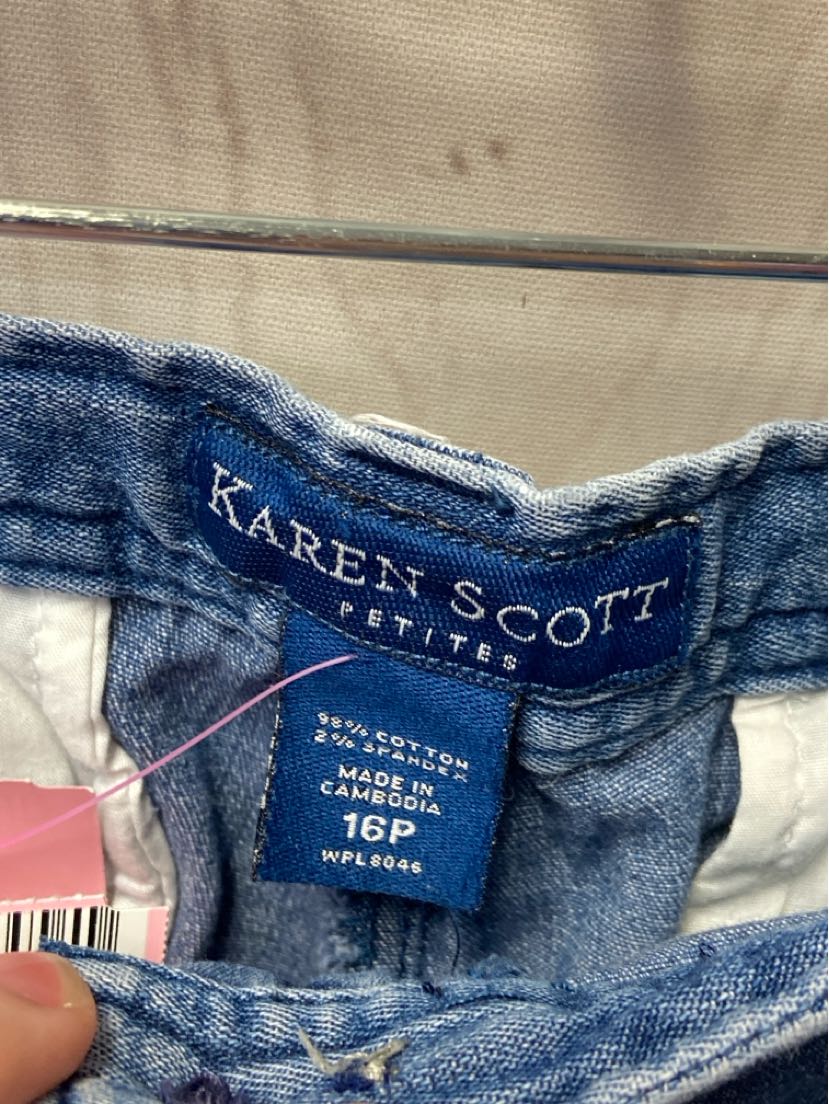 KAREN SCOTT
PETITES
98% COTTON
2% SPANDEX
MADE IN
CAMBODIA
16P
WPL8046